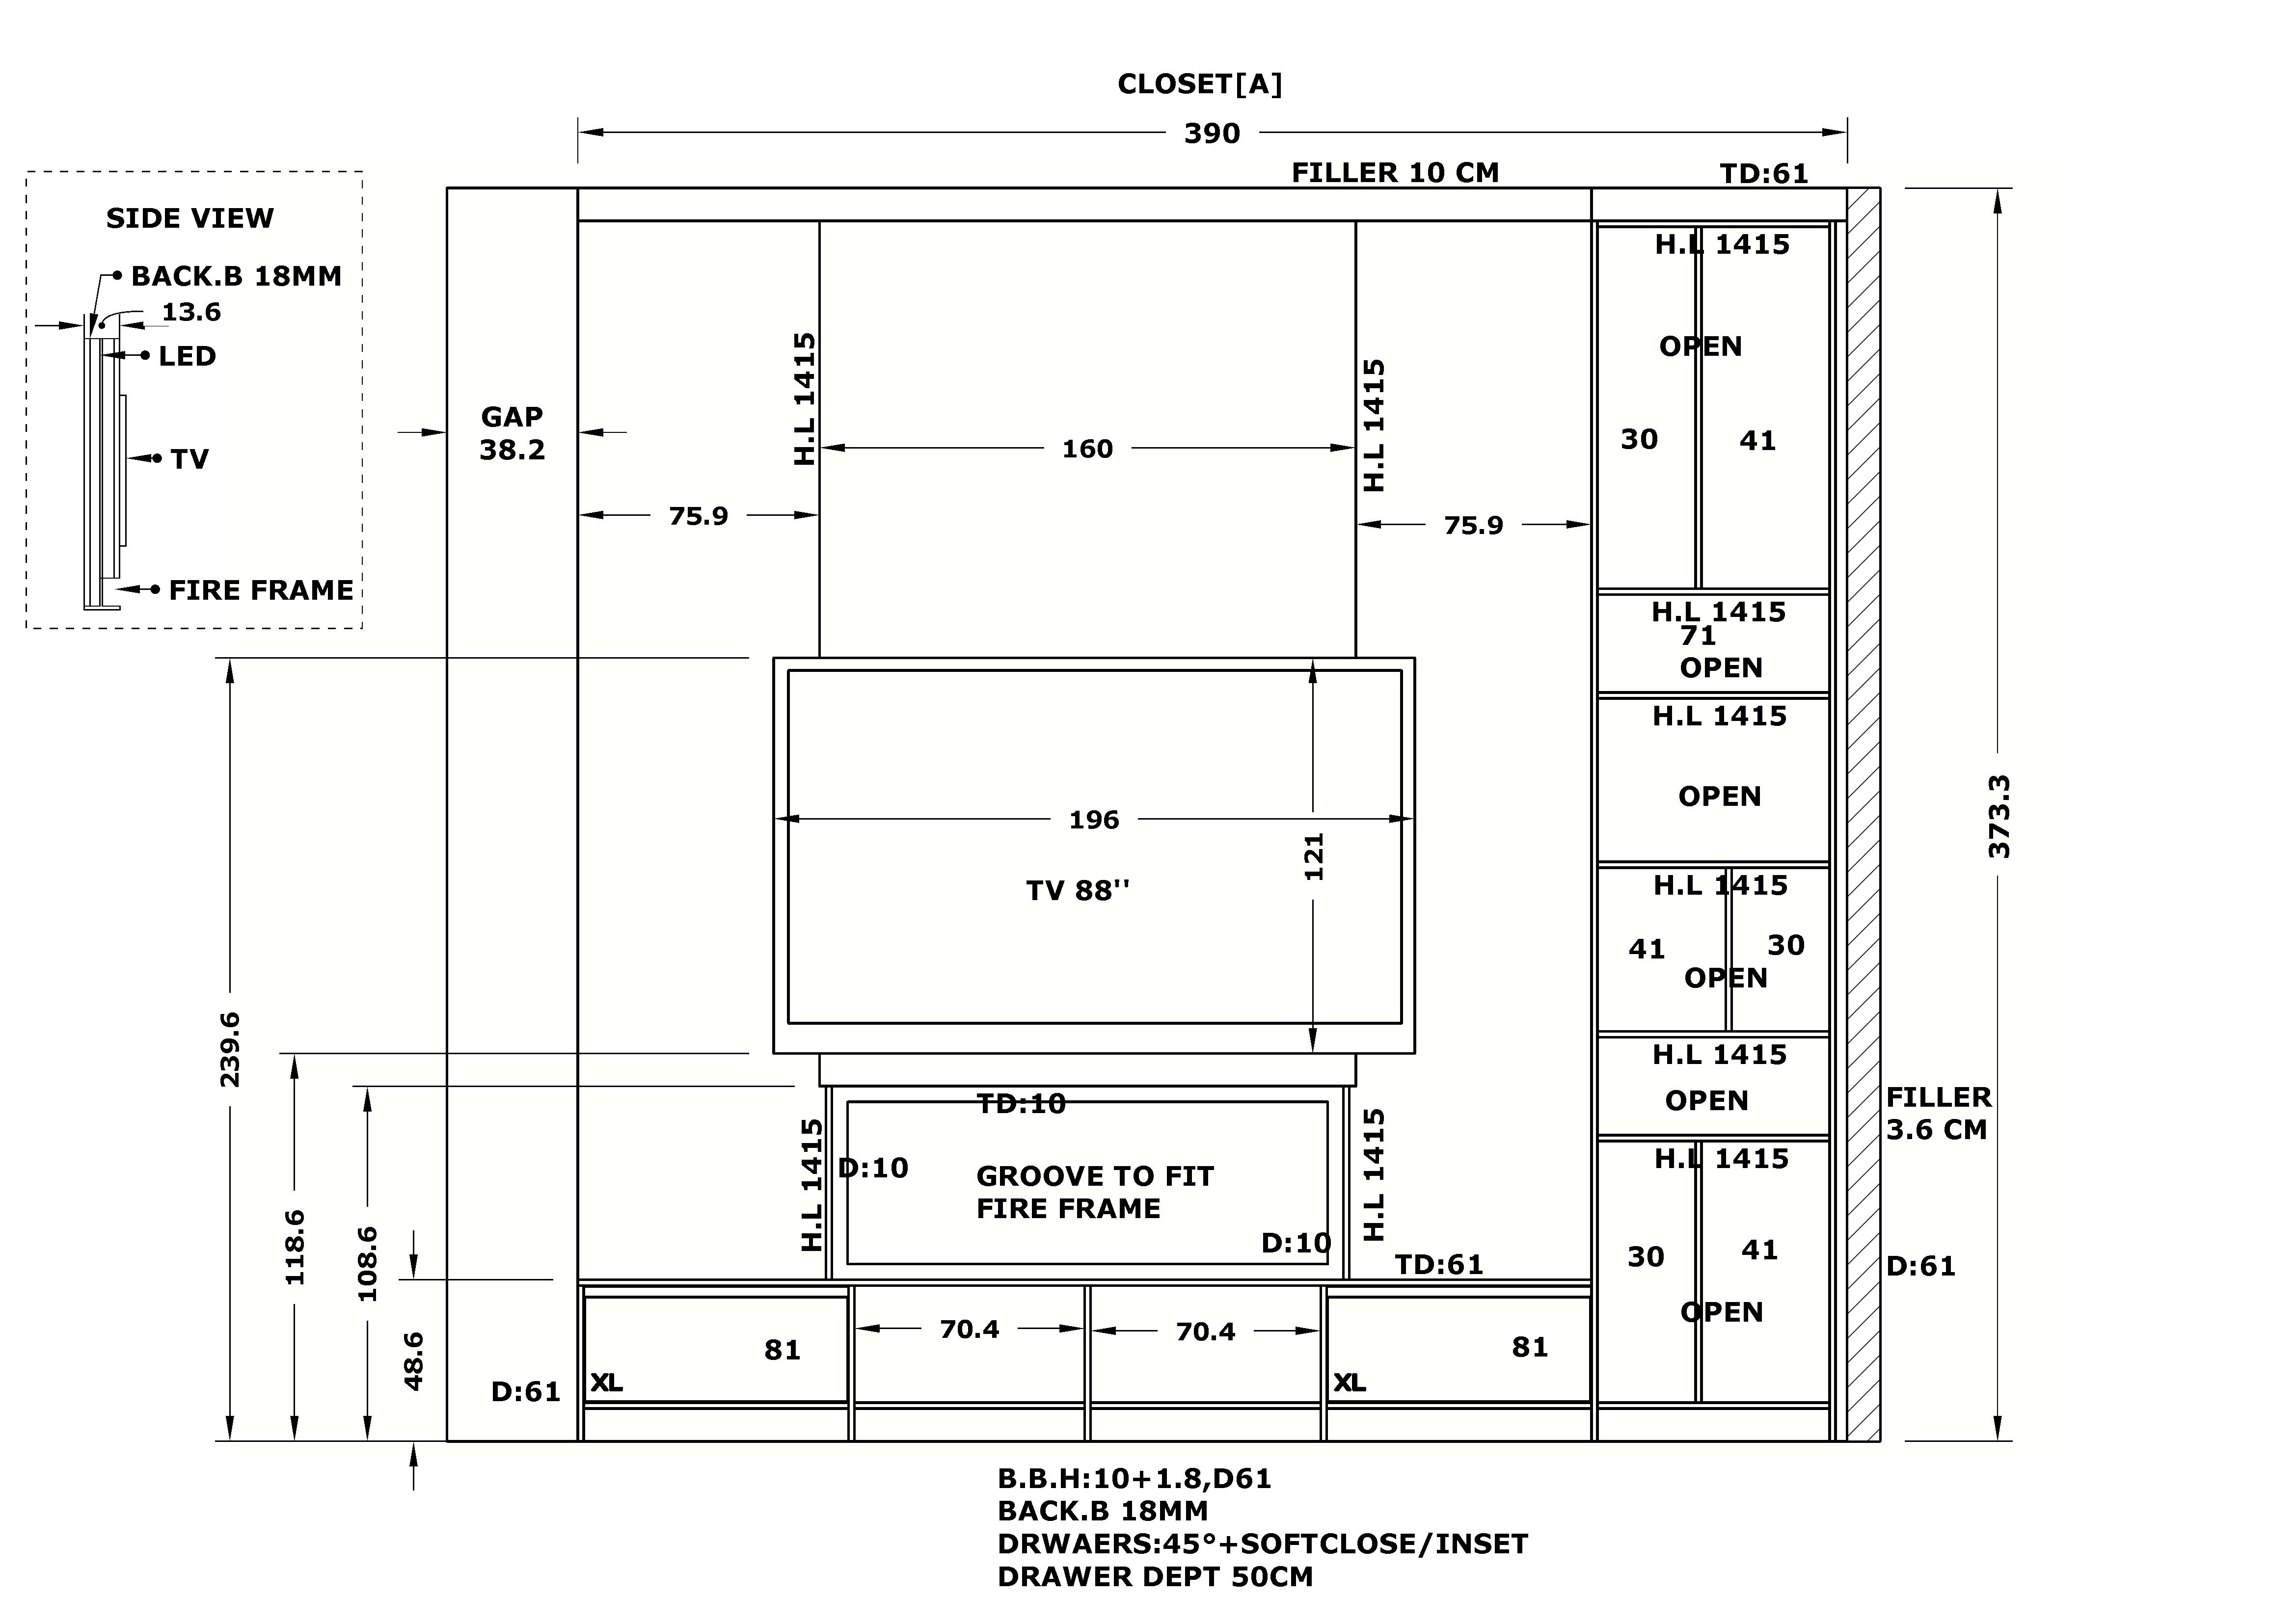 CLOSET[A]
390
FILLER 10 CM
TD:61
SIDE VIEW
BACK.B 18MM
13.6
LED
TV
FIRE FRAME
GAP
38.2
H.L 1415
160
H.L 1415
75.9
75.9
H.L 1415
OPEN
30
41
H.L 1415
71
OPEN
H.L 1415
OPEN
196
121
TV 88''
H.L 1415
41
30
OPEN
H.L 1415
OPEN
H.L 1415
30
41
OPEN
373.3
FILLER
3.6 CM
D:61
239.6
118.6
108.6
48.6
TD:10
H.L 1415
D:10
GROOVE TO FIT
FIRE FRAME
D:10
H.L 1415
TD:61
D:61
81
XL
70.4
70.4
81
XL
B.B.H:10+1.8,D61
BACK.B 18MM
DRWAERS:45°+SOFTCLOSE/INSET
DRAWER DEPT 50CM